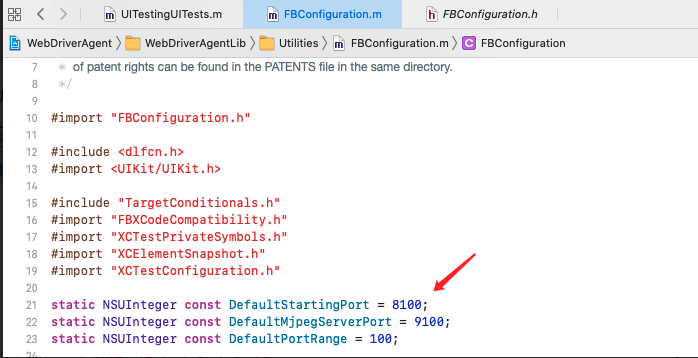 UITestingUITests.m
FBConfiguration.m
FBConfiguration.h
WebDriverAgent WebDriverAgentLib Utilities FBConfiguration.m FBConfiguration
7 * of patent rights can be found in the PATENTS file in the same directory.
8 */
9
10 #import "FBConfiguration.h"
11
12 #include <dlfcn.h>
13 #import <UIKit/UIKit.h>
14
15 #include "TargetConditionals.h"
16 #import "FBXCodeCompatibility.h"
17 #import "XCTestPrivateSymbols.h"
18 #import "XCElementSnapshot.h"
19 #import "XCTestConfiguration.h"
20
21 static NSUInteger const DefaultStartingPort = 8100;
22 static NSUInteger const DefaultMjpegServerPort = 9100;
23 static NSUInteger const DefaultPortRange = 100;
24